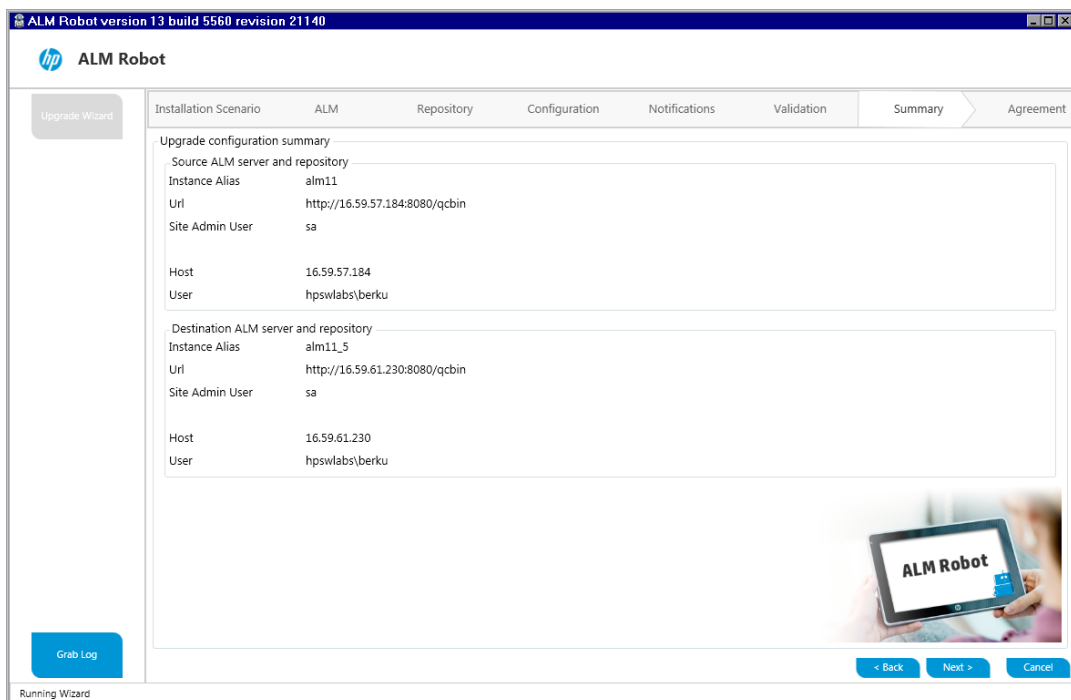 ALM Robot version 13 build 5560 revision 21140
hp ALM Robot
Upgrade Wizard
Installation Scenario ALM Repository Configuration Notifications Validation Summary Agreement
Upgrade configuration summary
Source ALM server and repository
Instance Alias alm11
Url http://16.59.57.184:8080/qcbin
Site Admin User sa
Host 16.59.57.184
User hpswlabs\berku
Destination ALM server and repository
Instance Alias alm11_5
Url http://16.59.61.230:8080/qcbin
Site Admin User sa
Host 16.59.61.230
User hpswlabs\berku
ALM Robot
Grab Log
< Back Next > Cancel
Running Wizard